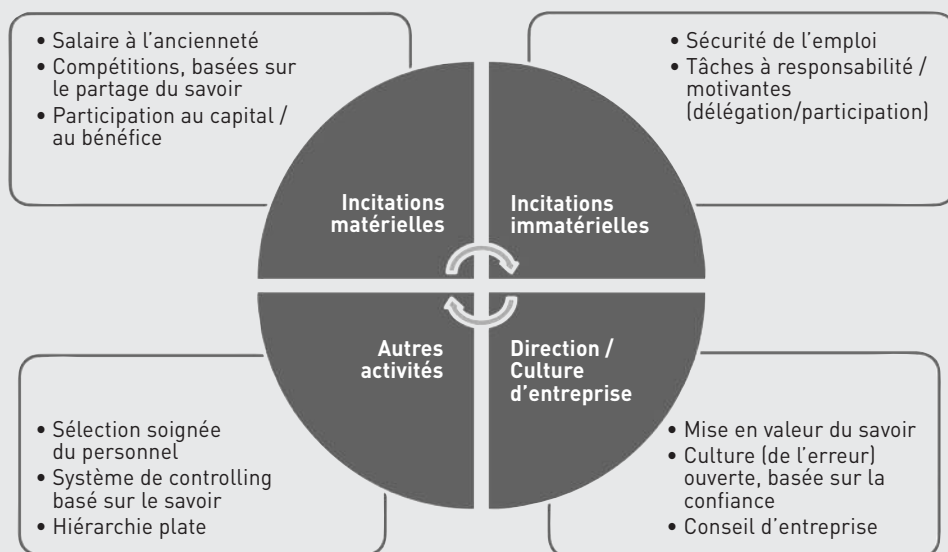 • Salaire à l'ancienneté
• Compétitions, basées sur
le partage du savoir
• Participation au capital /
au bénéfice
• Sécurité de l'emploi
• Tâches à responsabilité /
motivantes
(délégation/participation)
Incitations
matérielles
Incitations
immatérielles
Autres
activités
Direction /
Culture
d'entreprise
• Sélection soignée
du personnel
• Système de controlling
basé sur le savoir
• Hiérarchie plate
• Mise en valeur du savoir
• Culture (de l'erreur)
ouverte, basée sur la
confiance
• Conseil d'entreprise